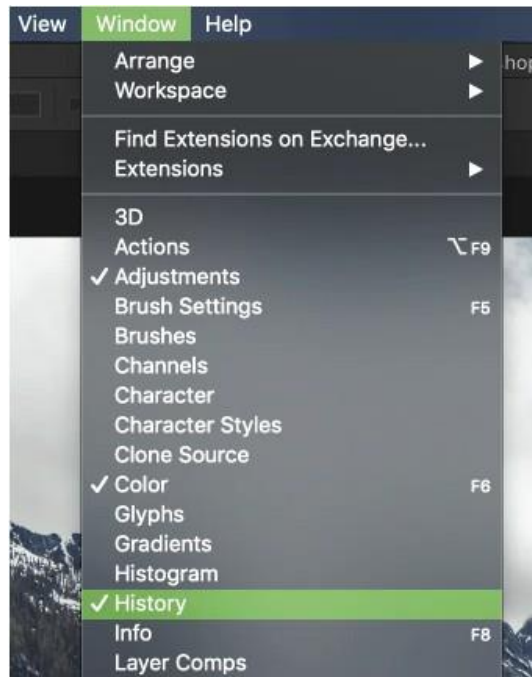 View Window Help
Arrange ▶
hop
Workspace ▶
Find Extensions on Exchange...
Extensions ▶
3D
Actions ⌥F9
✓ Adjustments
Brush Settings F5
Brushes
Channels
Character
Character Styles
Clone Source
✓ Color F6
Glyphs
Gradients
Histogram
✓ History
Info F8
Layer Comps